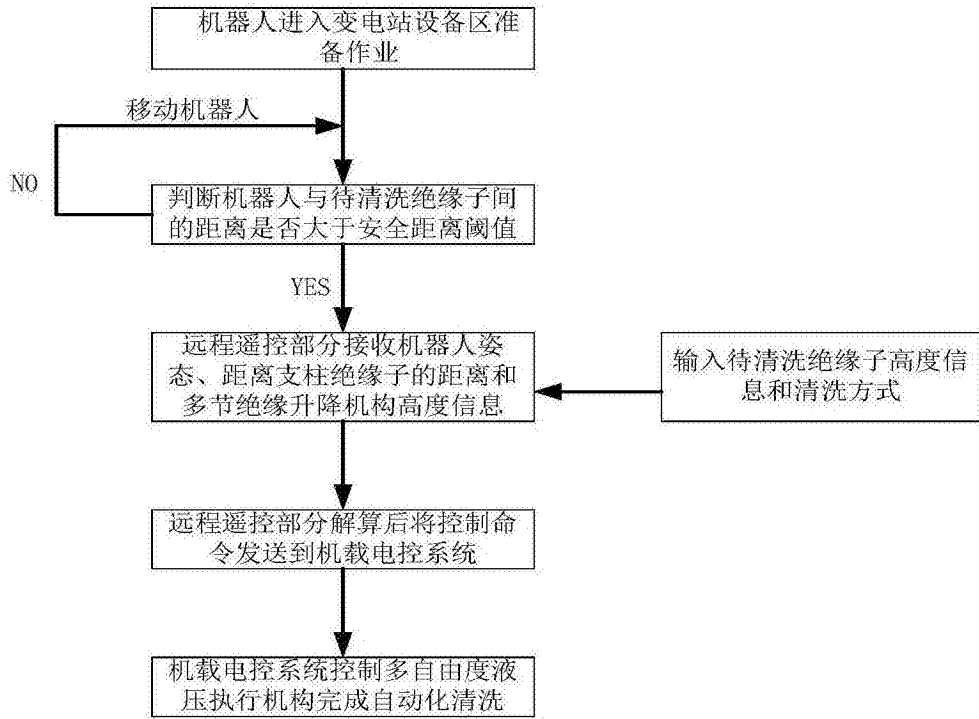 机器人进入变电站设备区准
备作业
移动机器人
NO
判断机器人与待清洗绝缘子间
的距离是否大于安全距离阈值
YES
远程遥控部分接收机器人姿
态、距离支柱绝缘子的距离和
多节绝缘升降机构高度信息
输入待清洗绝缘子高度信
息和清洗方式
远程遥控部分解算后将控制命
令发送到机载电控系统
机载电控系统控制多自由度液
压执行机构完成自动化清洗